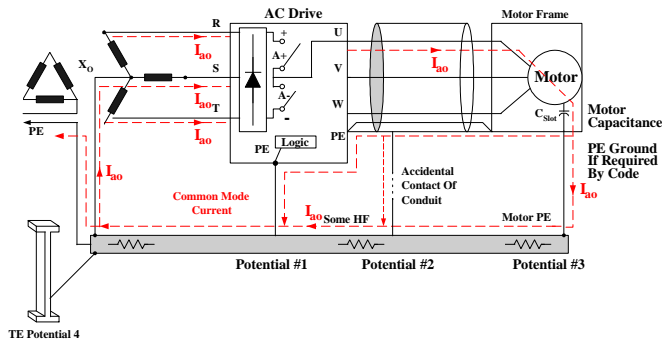 R
AC Drive
Motor Frame
U
+
Iao
A+
Iao
XO
S
V
Motor
Iao
A-
T
-
W
CSlot
Motor
Capacitance
Iao
Logic
PE
PE
PE
PE Ground
If Required
By Code
Iao
Accidental
Contact Of
Conduit
Iao
Common Mode
Current
Iao
Some HF
Motor PE
Potential #1
Potential #2
Potential #3
TE Potential 4